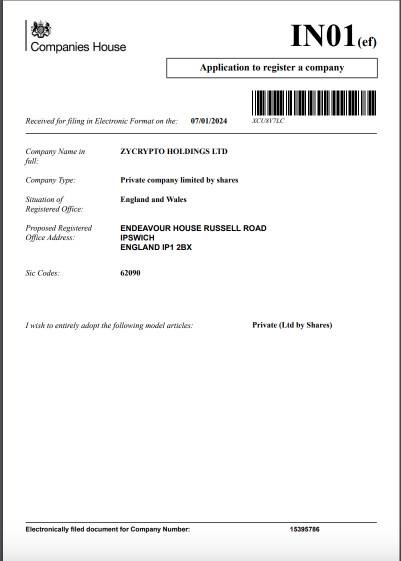 Companies House
IN01(ef)
Application to register a company
XCU8V7LC
Received for filing in Electronic Format on the: 07/01/2024
Company Name in full: ZYCRYPTO HOLDINGS LTD
Company Type: Private company limited by shares
Situation of Registered Office: England and Wales
Proposed Registered Office Address: ENDEAVOUR HOUSE RUSSELL ROAD
IPSWICH
ENGLAND IP1 2BX
Sic Codes: 62090
I wish to entirely adopt the following model articles: Private (Ltd by Shares)
Electronically filed document for Company Number: 15395786